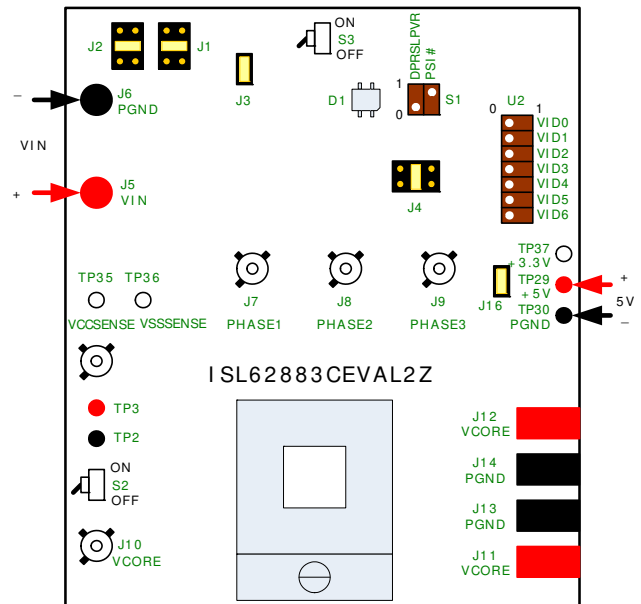 ON
S3
OFF
J2
J1
J3
DPRSLPVR
PSI #
1
0
D1
S1
U2
0
1
VID0
VID1
VID2
VID3
VID4
VID5
VID6
–
J6
PGND
VIN
+
J5
VIN
J4
TP37
+ 3.3V
TP29
+ 5V
TP30
PGND
+
5V
–
J16
TP35
TP36
VCCSENSE
VSSSENSE
J7
PHASE1
J8
PHASE2
J9
PHASE3
ISL62883CEVAL2Z
TP3
TP2
ON
S2
OFF
J10
VCORE
J12
VCORE
J14
PGND
J13
PGND
J11
VCORE